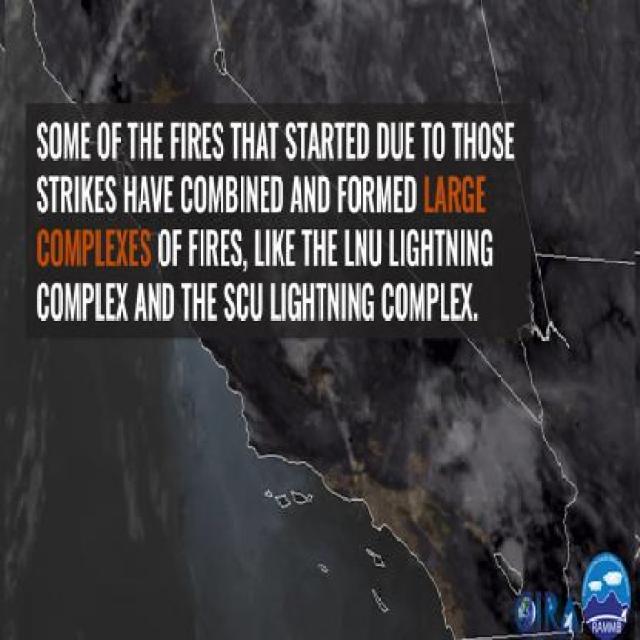 SOME OF THE FIRES THAT STARTED DUE TO THOSE
STRIKES HAVE COMBINED AND FORMED LARGE
COMPLEXES OF FIRES, LIKE THE LNU LIGHTNING
COMPLEX AND THE SCU LIGHTNING COMPLEX.
CIRA
RAMMB